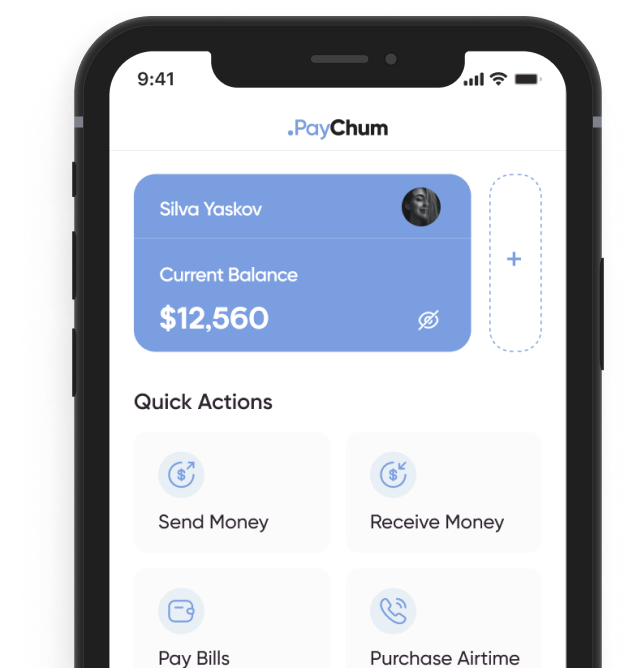 9:41
.PayChum
Silva Yaskov
Current Balance
$12,560
+
Quick Actions
Send Money
Receive Money
Pay Bills
Purchase Airtime